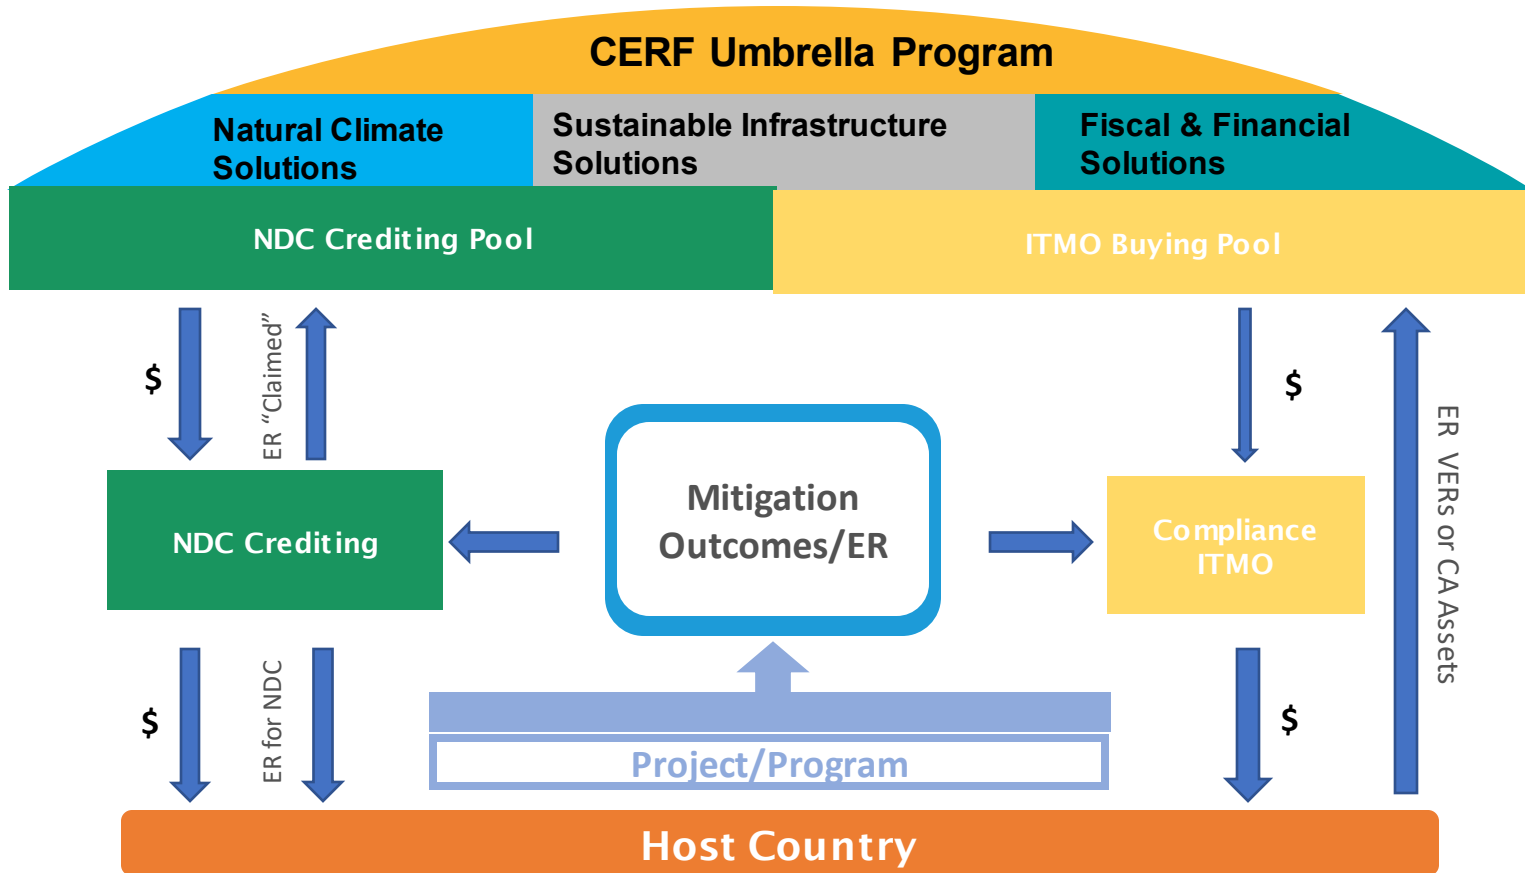 CERF Umbrella Program
Natural Climate
Solutions
Sustainable Infrastructure
Solutions
Fiscal & Financial
Solutions
NDC Crediting Pool
ITMO Buying Pool
$
ER “Claimed”
$
ER VERs or CA Assets
Mitigation
Outcomes/ER
NDC Crediting
Compliance
ITMO
$
ER for NDC
$
Project/Program
Host Country